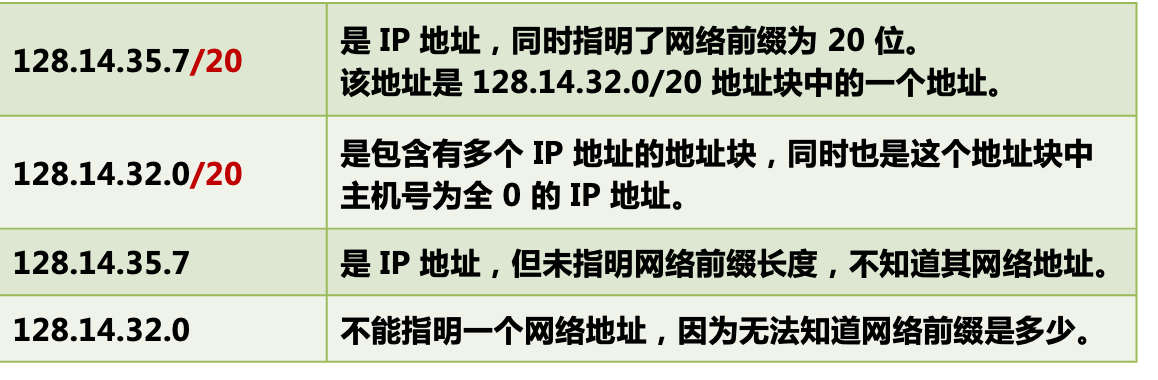 128.14.35.7/20
是 IP 地址，同时指明了网络前缀为 20 位。
该地址是 128.14.32.0/20 地址块中的一个地址。
128.14.32.0/20
是包含有多个 IP 地址的地址块，同时也是这个地址块中
主机号为全 0 的 IP 地址。
128.14.35.7
是 IP 地址，但未指明网络前缀长度，不知道其网络地址。
128.14.32.0
不能指明一个网络地址，因为无法知道网络前缀是多少。